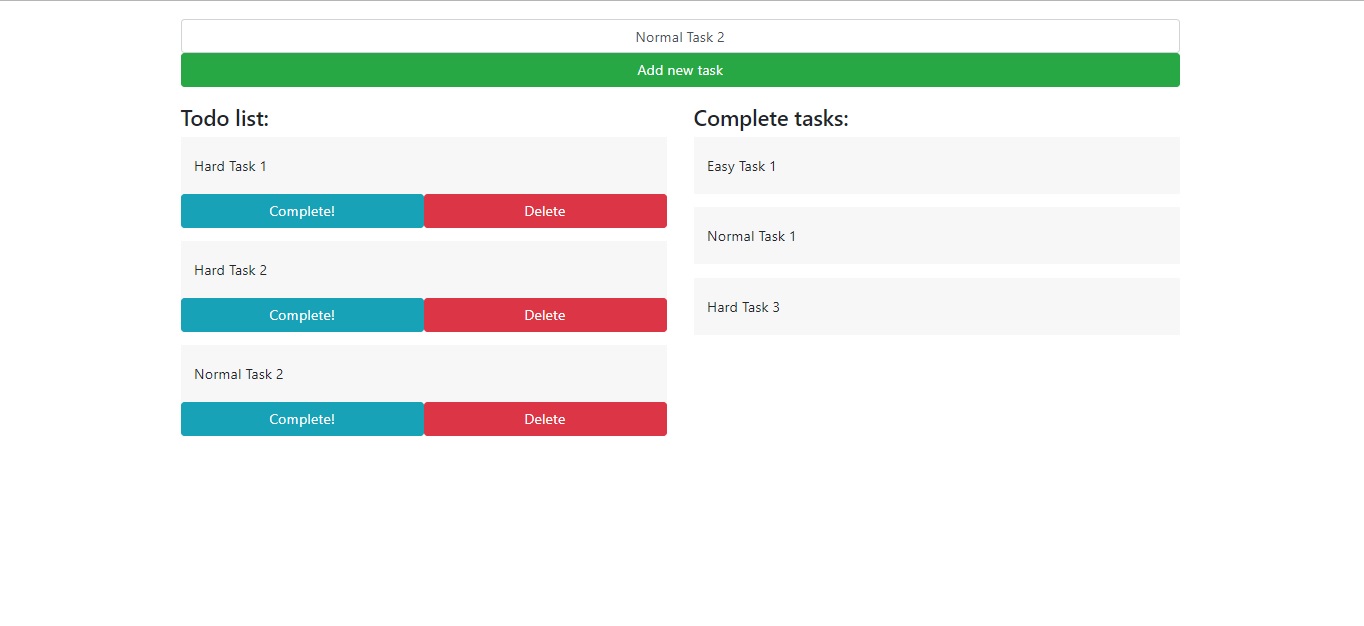 Normal Task 2
Add new task
Todo list:
Hard Task 1
Complete! Delete
Hard Task 2
Complete! Delete
Normal Task 2
Complete! Delete
Complete tasks:
Easy Task 1
Normal Task 1
Hard Task 3